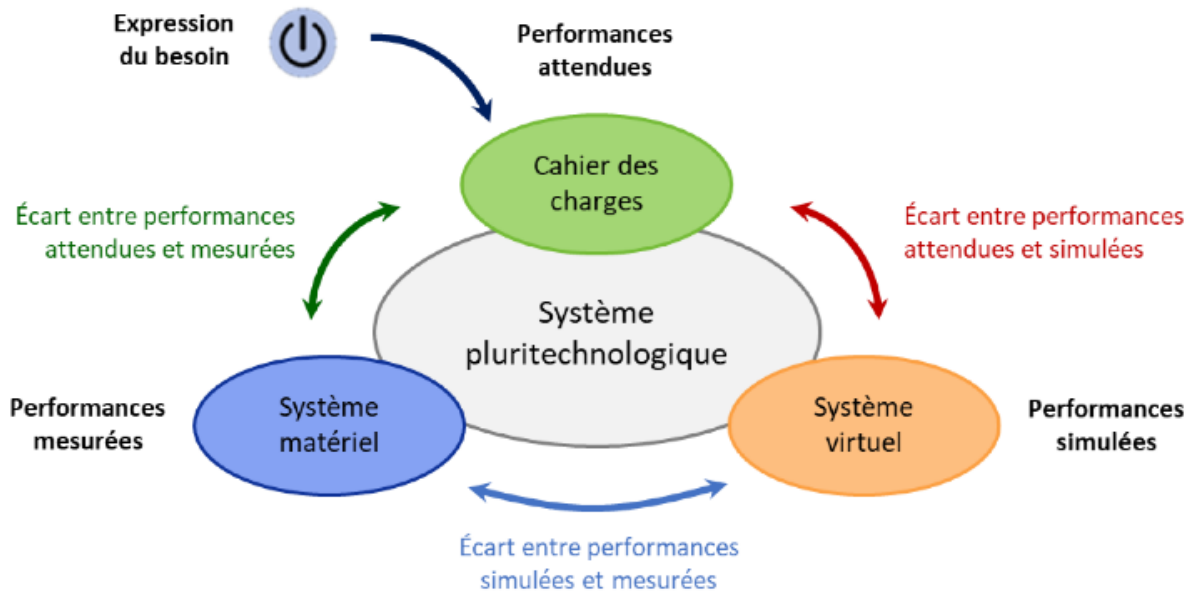 Expression
du besoin
Performances
attendues
Cahier des
charges
Écart entre performances
attendues et mesurées
Écart entre performances
attendues et simulées
Système
pluritechnologique
Performances
mesurées
Système
matériel
Système
virtuel
Performances
simulées
Écart entre performances
simulées et mesurées